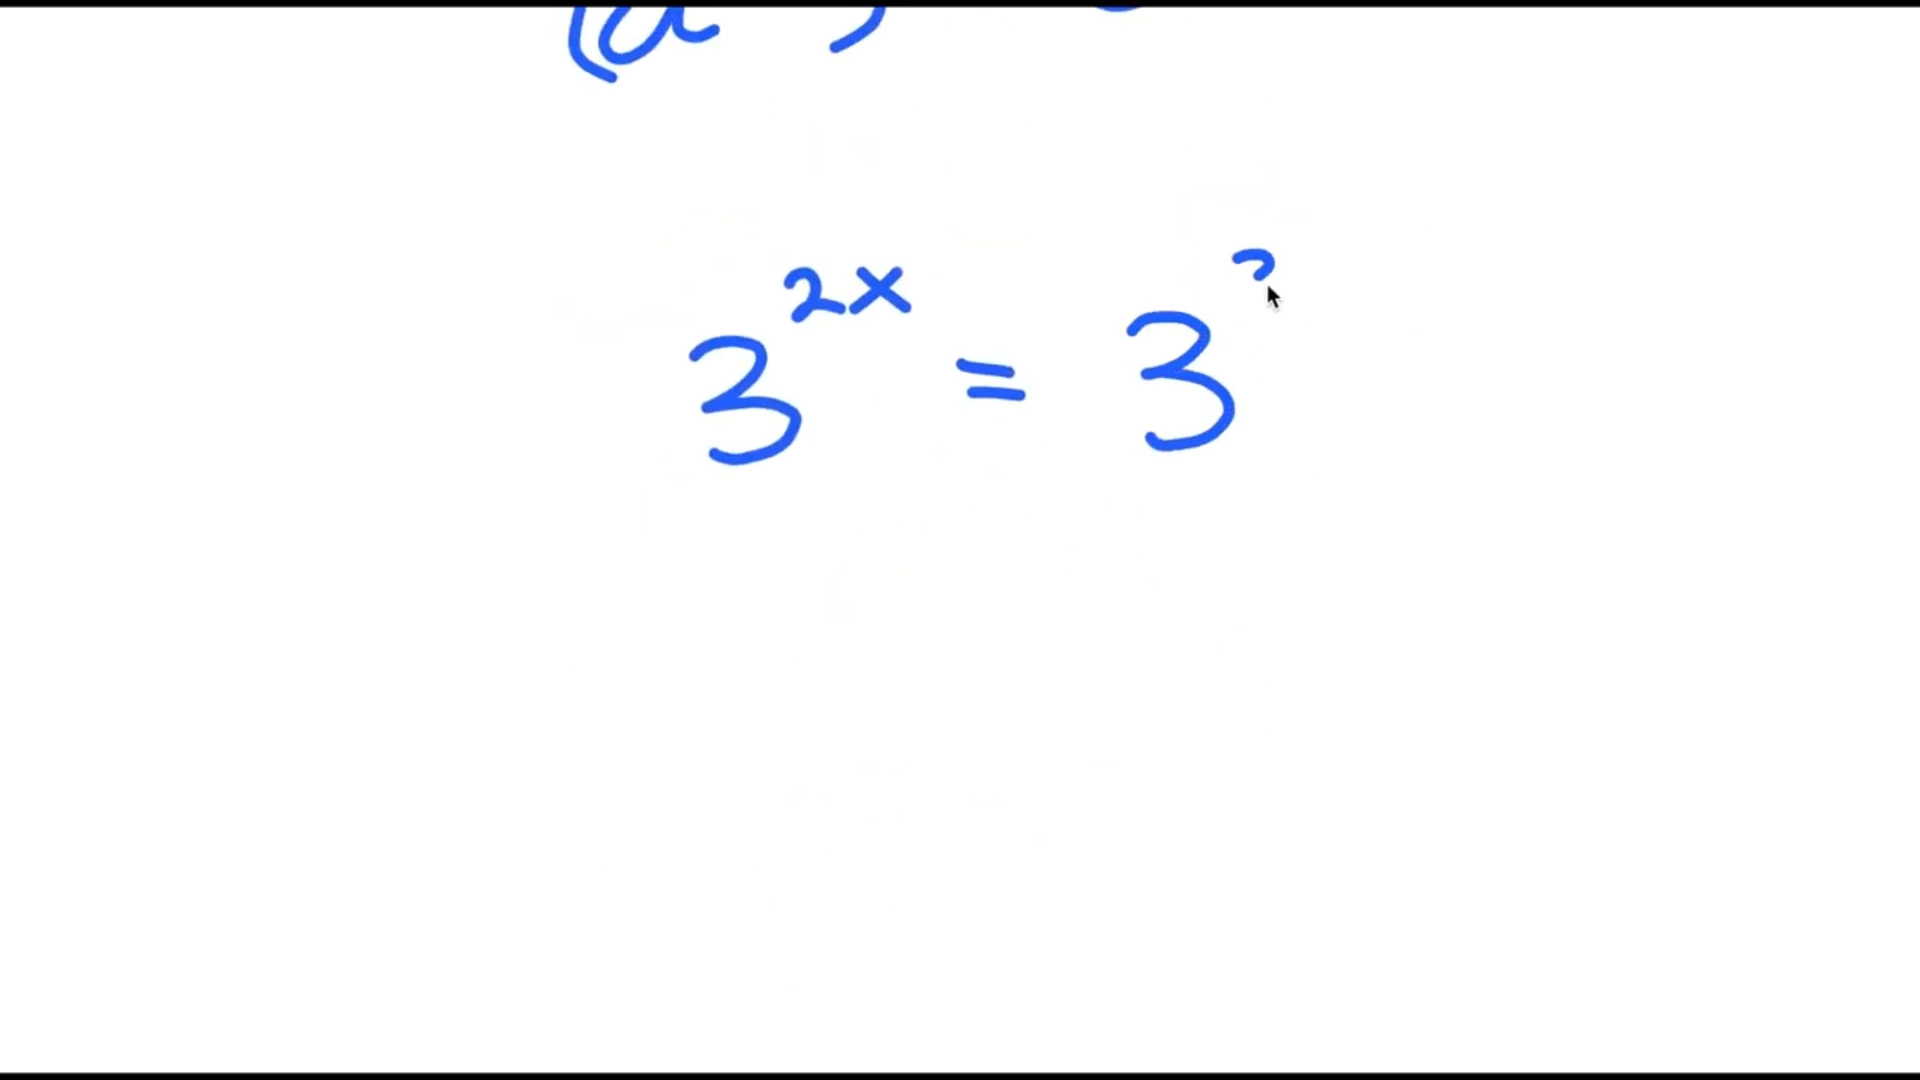 (a )
3^{2x} = 3